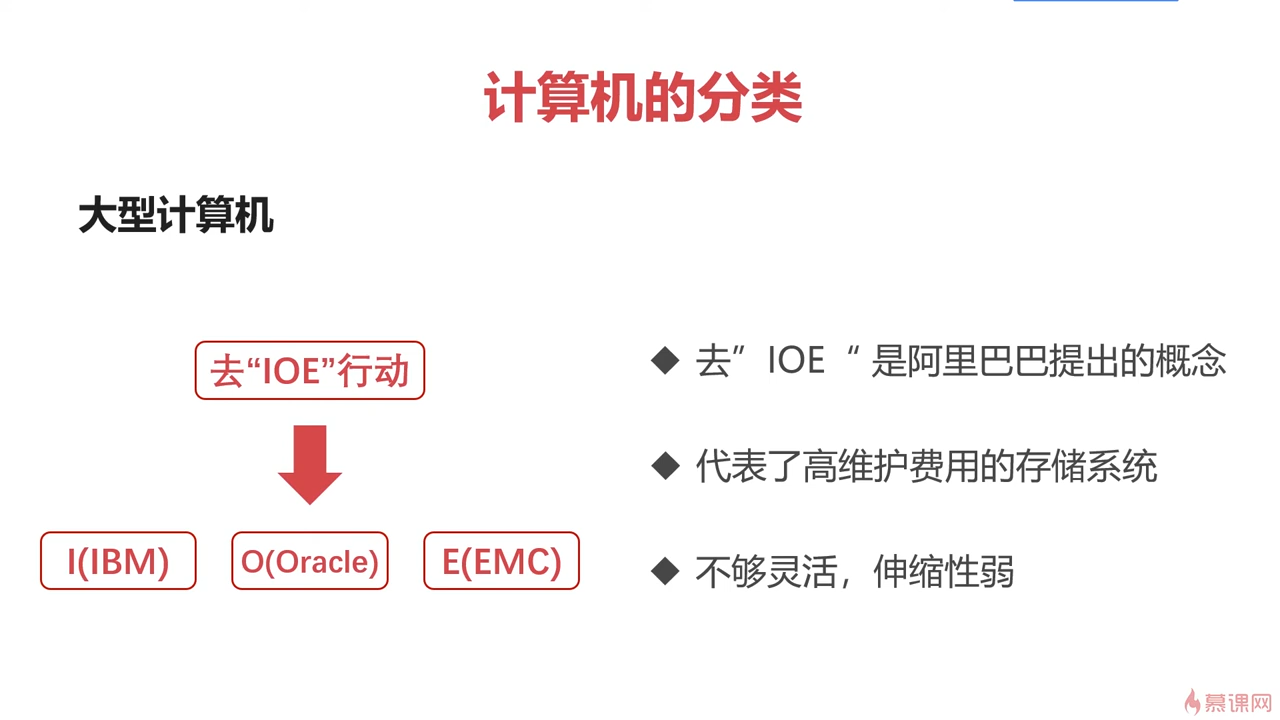 计算机的分类
大型计算机
去“IOE”行动
I(IBM)
O(Oracle)
E(EMC)
◆ 去”IOE“是阿里巴巴提出的概念
◆ 代表了高维护费用的存储系统
◆ 不够灵活，伸缩性弱
慕课网